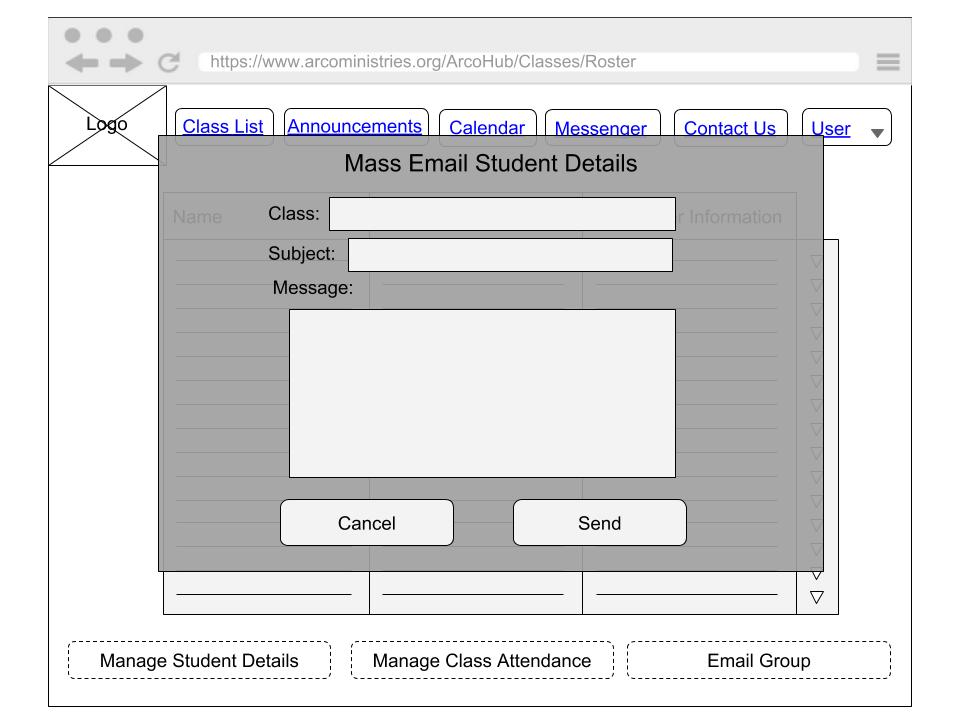 https://www.arcoministries.org/ArcoHub/Classes/Roster
Logo
Class List Announcements Calendar Messenger Contact Us User
Mass Email Student Details
Name Information
Class:
Subject:
Message:
Cancel Send
Manage Student Details Manage Class Attendance Email Group